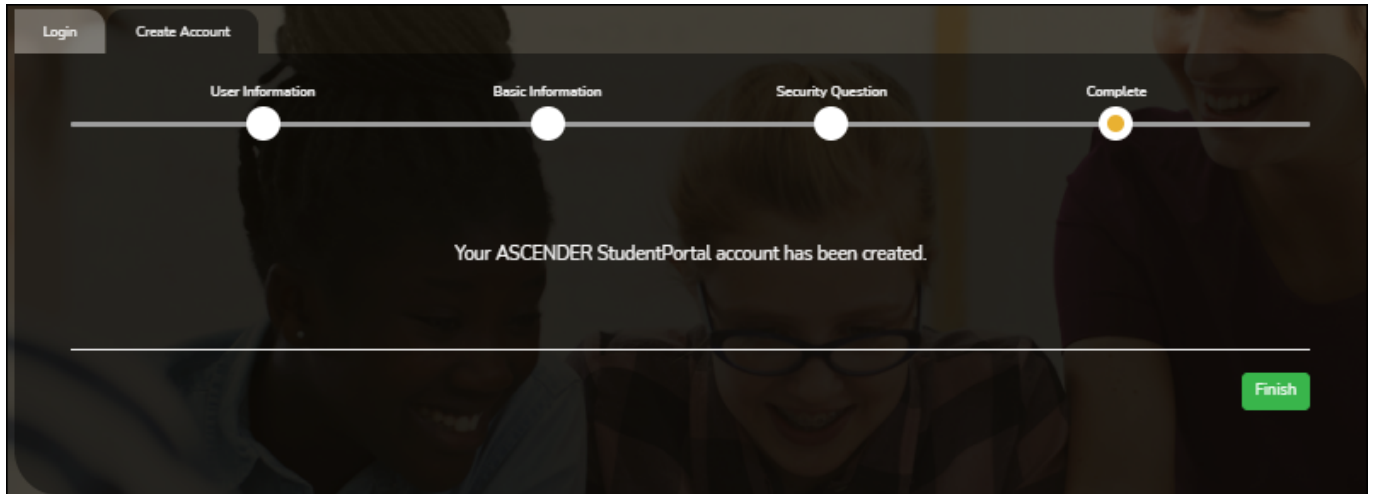 Login Create Account
User Information Basic Information Security Question Complete
Your ASCENDER StudentPortal account has been created.
Finish